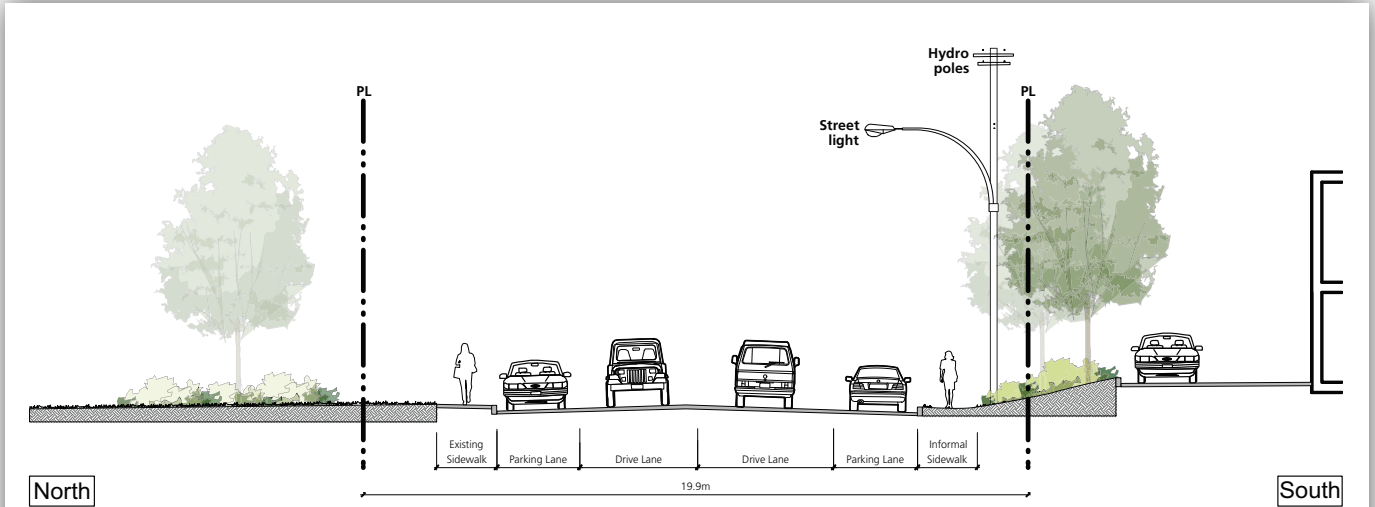 Hydro
poles
PL
PL
Street
light
Existing
Sidewalk
Parking Lane
Drive Lane
Drive Lane
Parking Lane
Informal
Sidewalk
19.9m
North
South